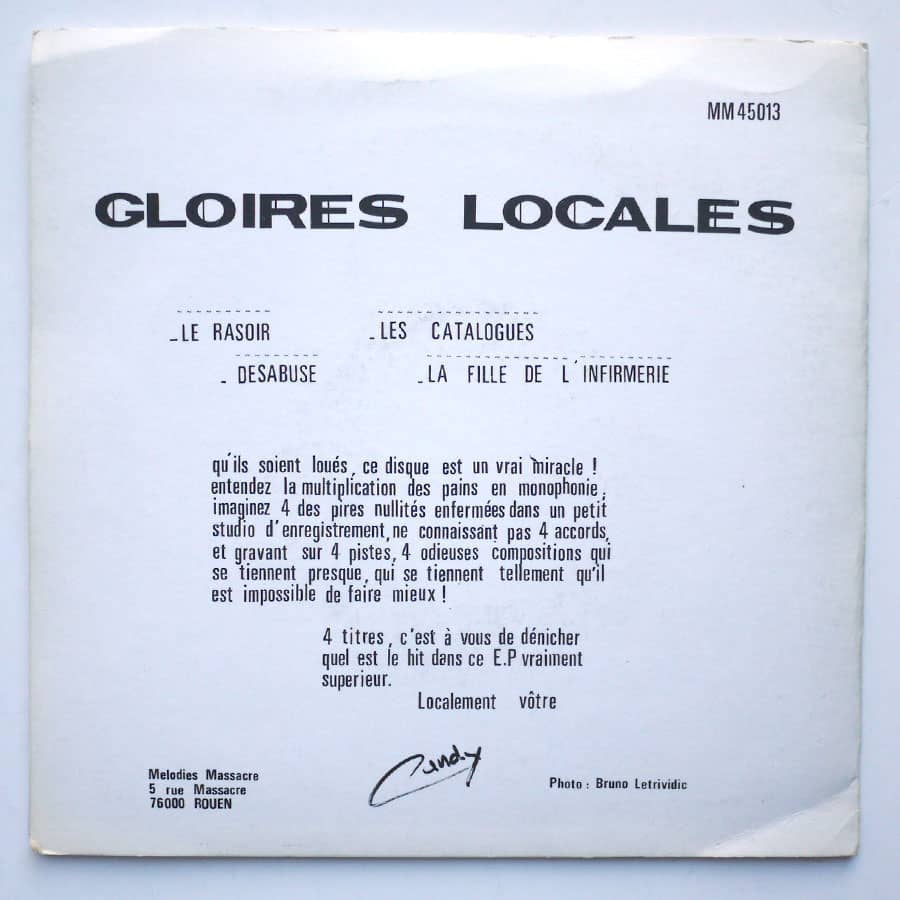 MM 45013
GLOIRES LOCALES
_LE RASOIR _LES CATALOGUES
_ DESABUSE _LA FILLE DE L'INFIRMERIE
qu'ils soient loués, ce disque est un vrai miracle !
entendez la multiplication des pains en monophonie,
imaginez 4 des pires nullités enfermées dans un petit
studio d'enregistrement, ne connaissant pas 4 accords,
et gravant sur 4 pistes, 4 odieuses compositions qui
se tiennent presque, qui se tiennent tellement qu'il
est impossible de faire mieux !
4 titres, c'est à vous de dénicher
quel est le hit dans ce E.P vraiment
superieur.
Localement vôtre
Cundy
Melodies Massacre
5 rue Massacre
76000 ROUEN
Photo : Bruno Letrividic